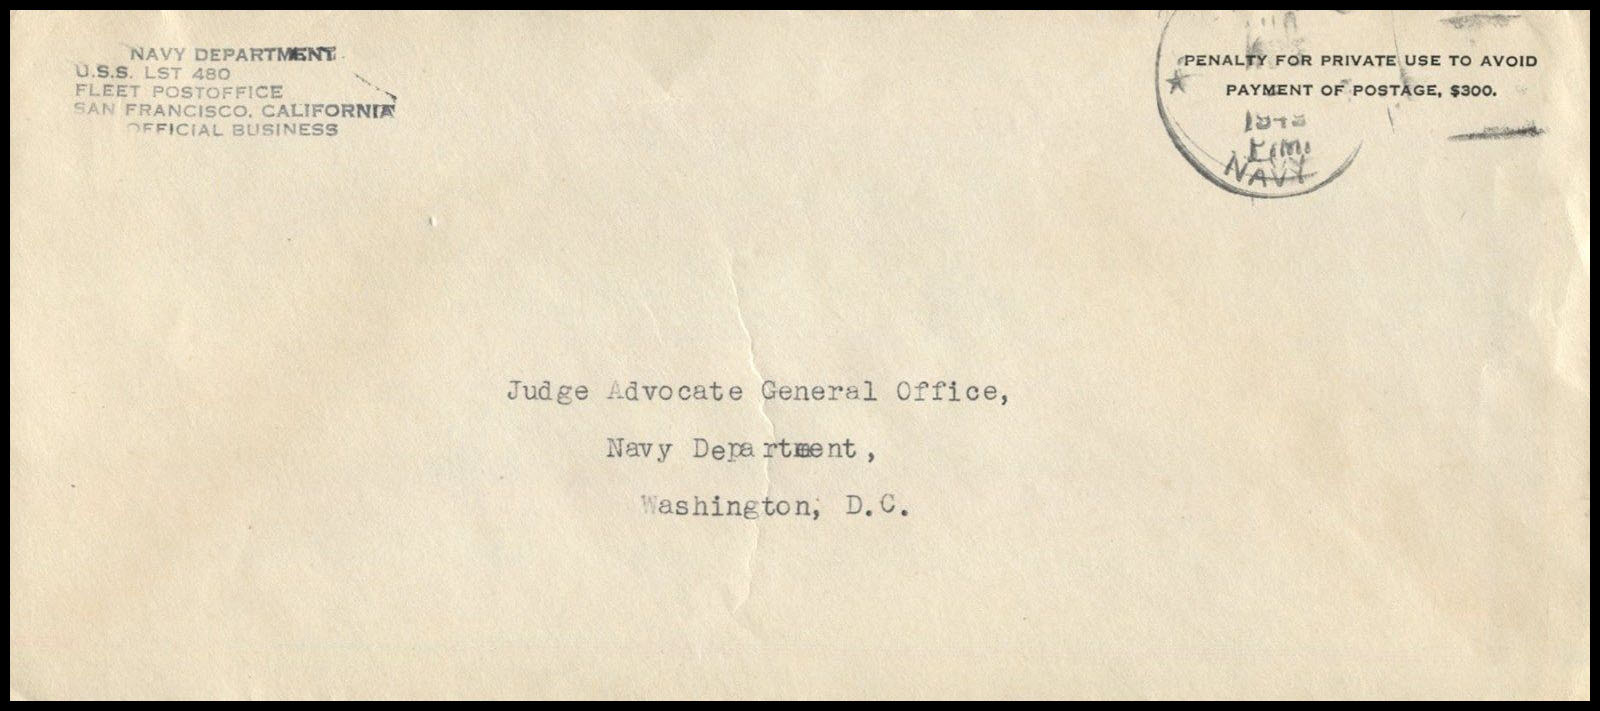 NAVY DEPARTMENT
U.S.S. LST 480
FLEET POSTOFFICE
SAN FRANCISCO, CALIFORNIA
OFFICIAL BUSINESS
PENALTY FOR PRIVATE USE TO AVOID
PAYMENT OF POSTAGE, $300.
P.M.
NAVY
Judge Advocate General Office,
Navy Department,
Washington, D.C.